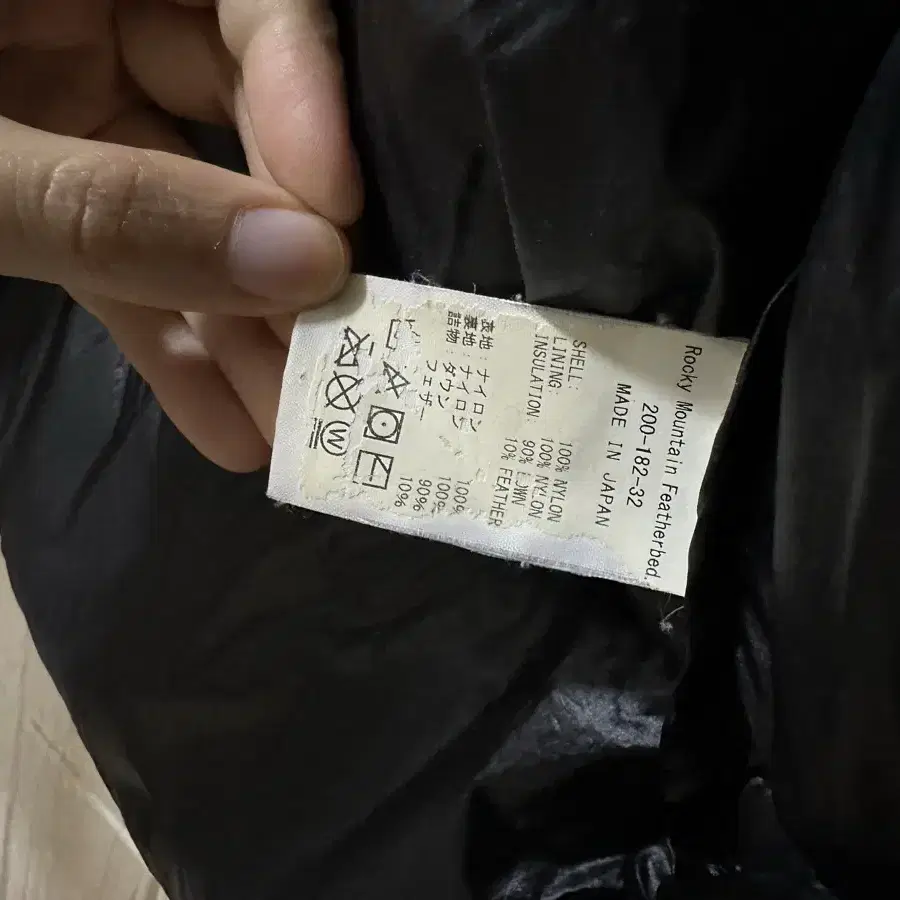 Rocky Mountain Featherbed.
200-182-32
MADE IN JAPAN
SHELL: 100% NYLON
LINING: 100% NYLON
INSULATION: 90%
10% FEATHER
表地: ナイロン 100%
裏地: ナイロン 100%
詰物: ダウン 90%
フェザー 10%
W